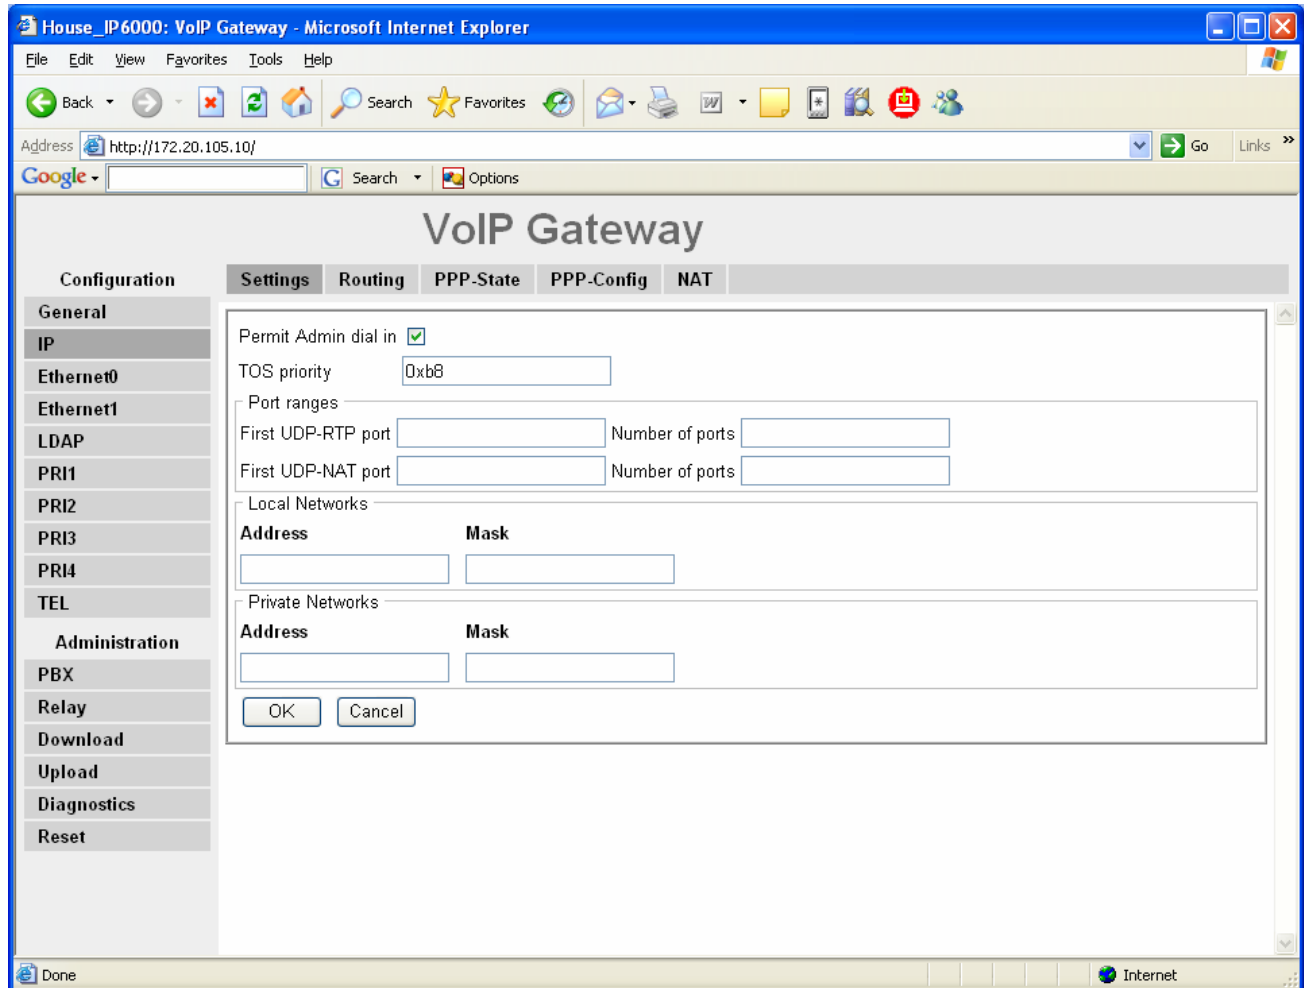 House_IP6000: VoIP Gateway - Microsoft Internet Explorer
File Edit View Favorites Tools Help
Back Search Favorites
Address http://172.20.105.10/ Go Links »
Google Search Options
VoIP Gateway
Configuration
Settings Routing PPP-State PPP-Config NAT
General
IP
Ethernet0
Ethernet1
LDAP
PRI1
PRI2
PRI3
PRI4
TEL
Administration
PBX
Relay
Download
Upload
Diagnostics
Reset
Permit Admin dial in
TOS priority 0xb8
Port ranges
First UDP-RTP port Number of ports
First UDP-NAT port Number of ports
Local Networks
Address Mask
Private Networks
Address Mask
OK Cancel
Done Internet